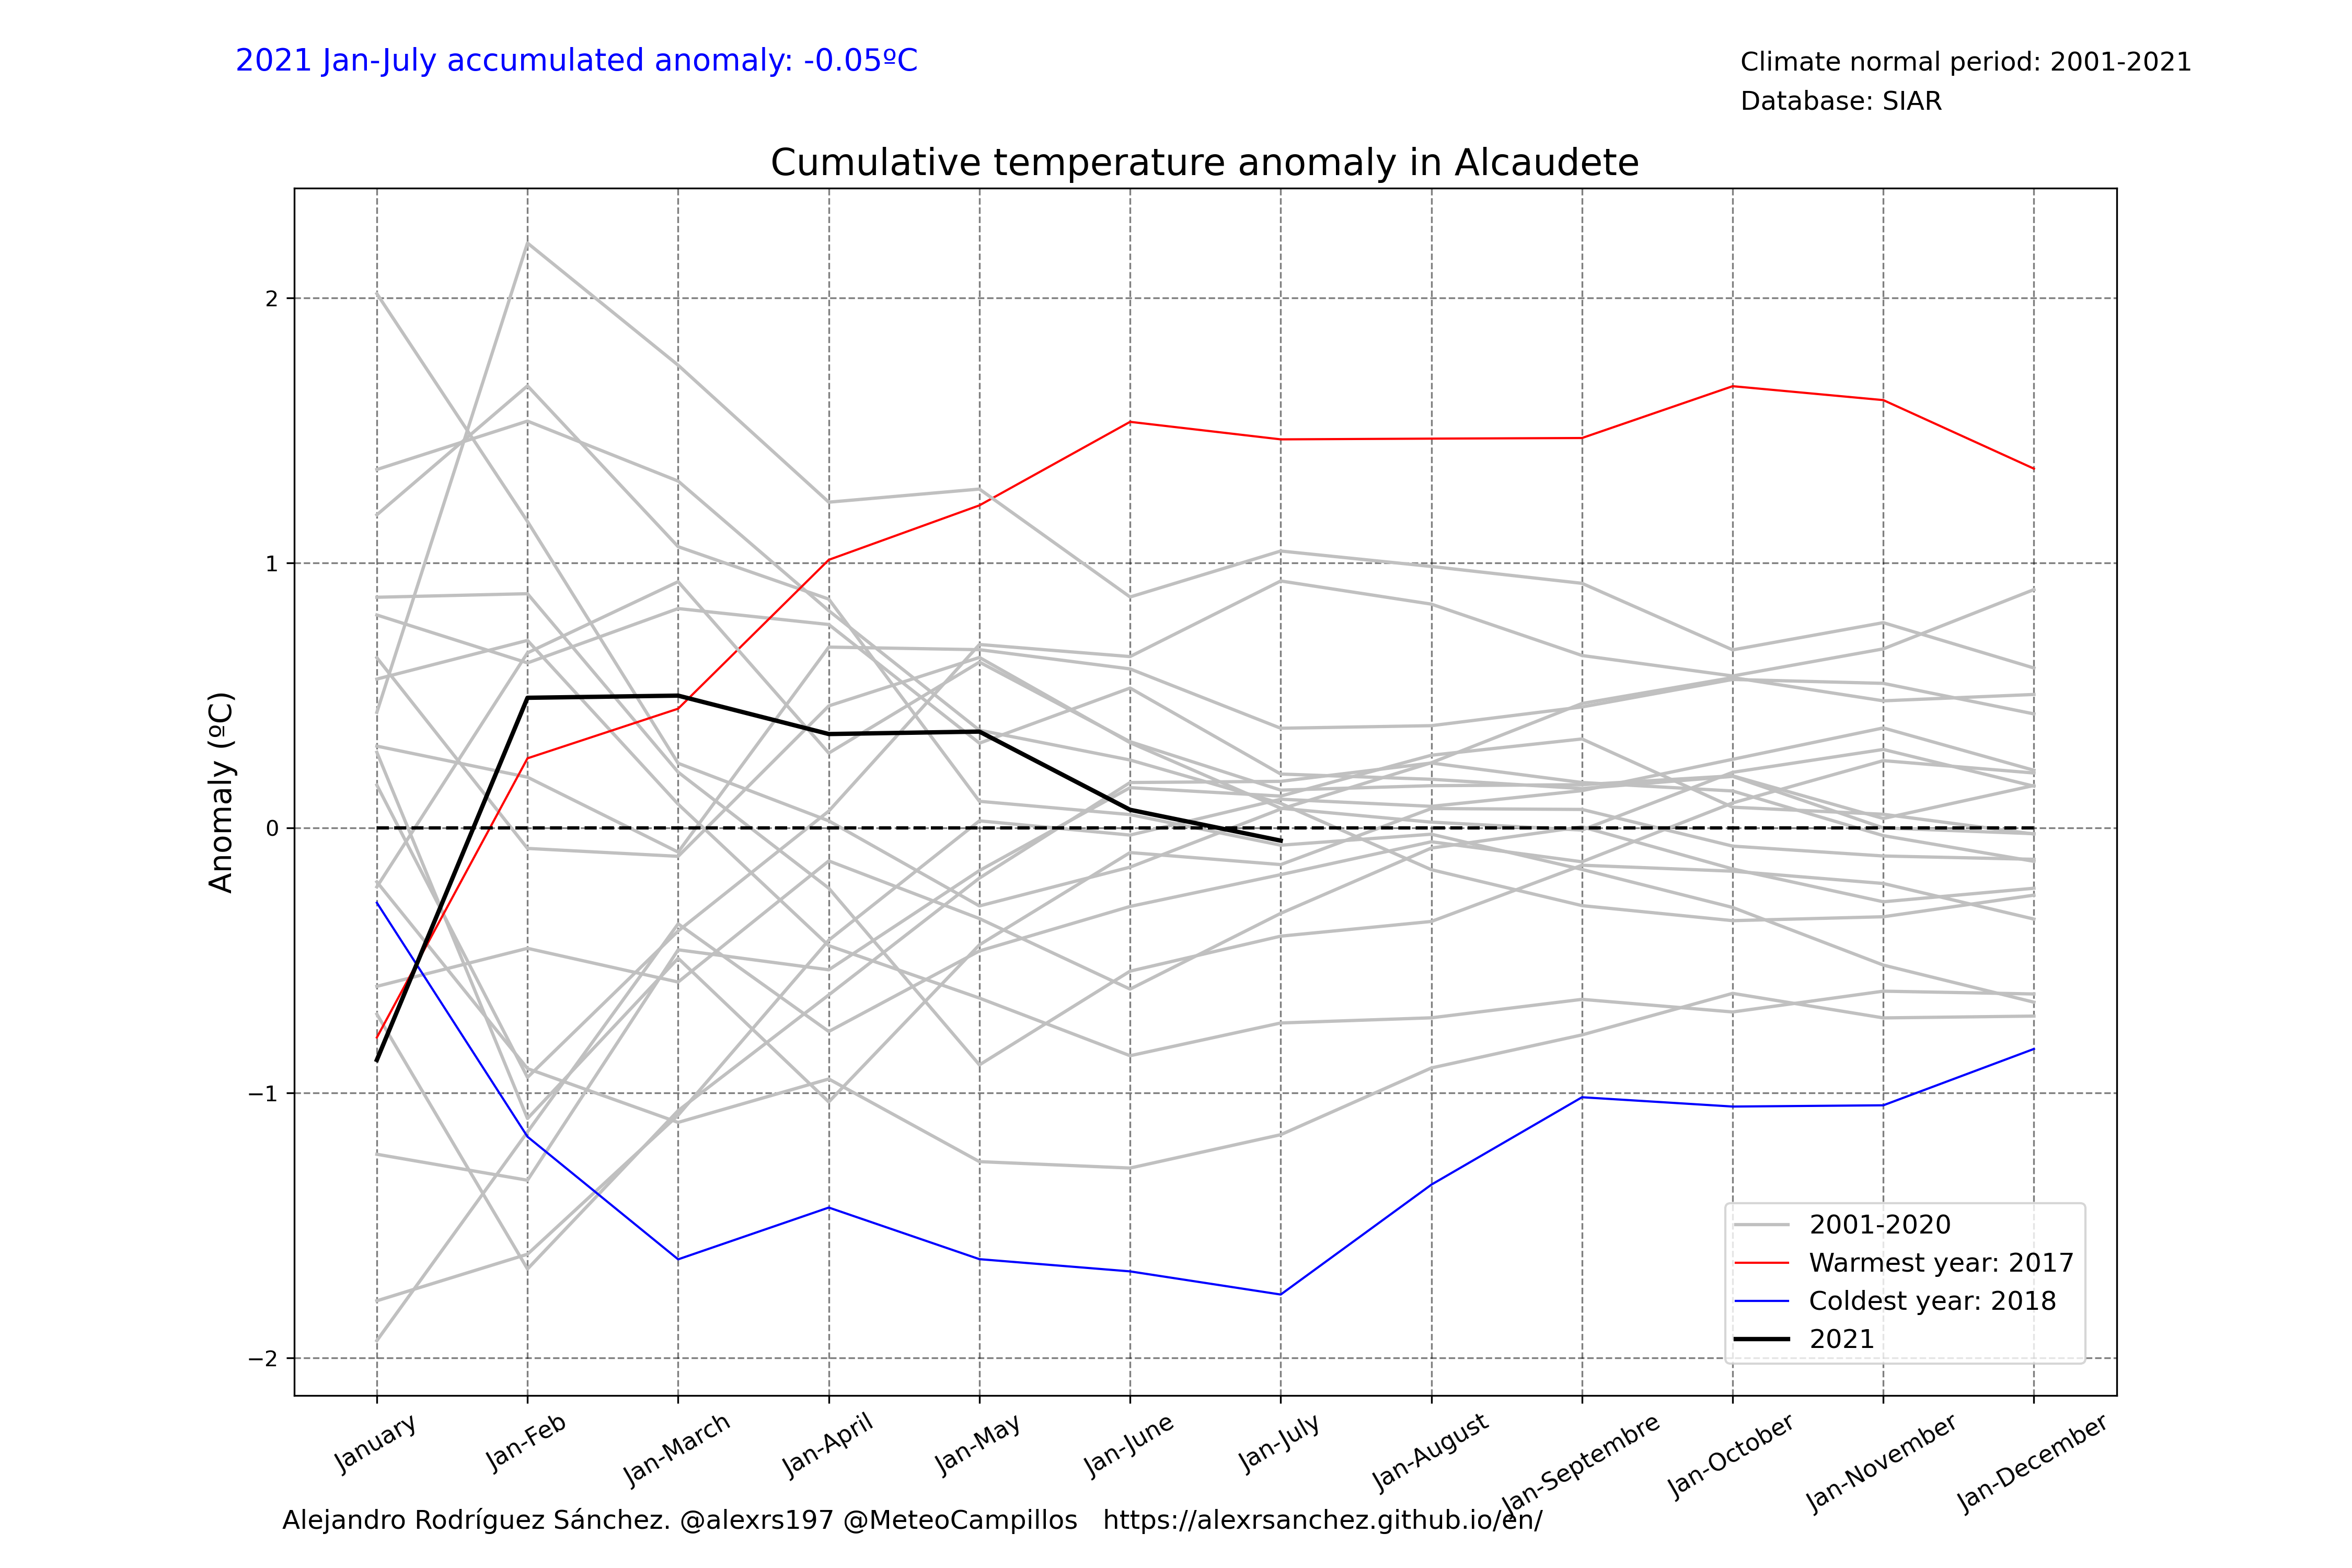 2021 Jan-July accumulated anomaly: -0.05ºC
Climate normal period: 2001-2021
Database: SIAR
Cumulative temperature anomaly in Alcaudete
Anomaly (ºC)
2
1
0
−1
−2
2001-2020
Warmest year: 2017
Coldest year: 2018
2021
January
Jan-Feb
Jan-March
Jan-April
Jan-May
Jan-June
Jan-July
Jan-August
Jan-Septembre
Jan-October
Jan-November
Jan-December
Alejandro Rodríguez Sánchez. @alexrs197 @MeteoCampillos   https://alexrsanchez.github.io/en/